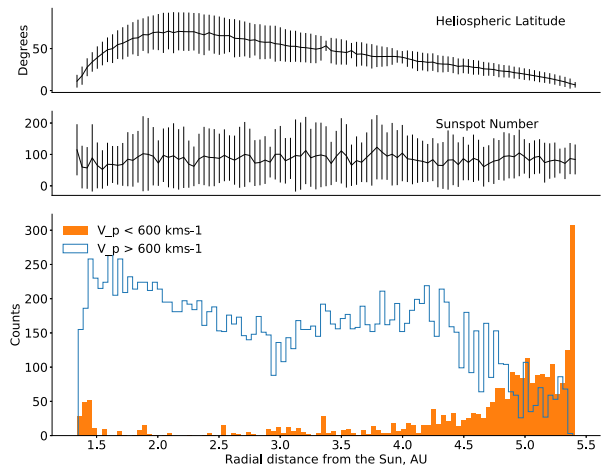 Heliospheric Latitude
Degrees
50
0
Sunspot Number
200
100
0
V_p < 600 kms-1
V_p > 600 kms-1
Counts
300
250
200
150
100
50
0
1.5 2.0 2.5 3.0 3.5 4.0 4.5 5.0 5.5
Radial distance from the Sun, AU